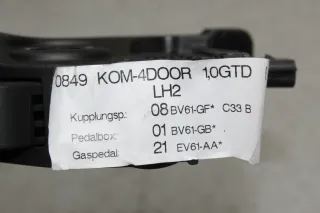 0849 KOM-4DOOR 1,0GTD
LH2
Kupplungsp.: 08 BV61-GF* C33 B
Pedalbox: 01 BV61-GB*
Gaspedal: 21 EV61-AA*